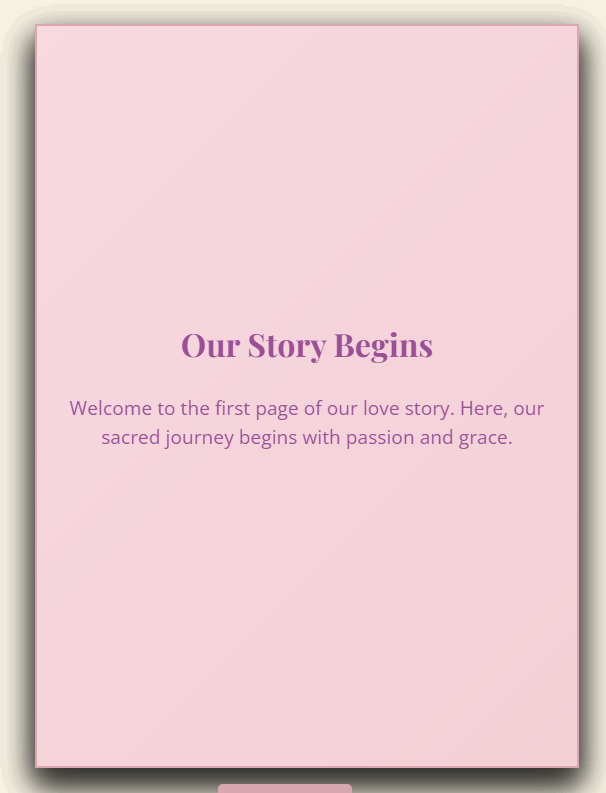 Our Story Begins
Welcome to the first page of our love story. Here, our
sacred journey begins with passion and grace.